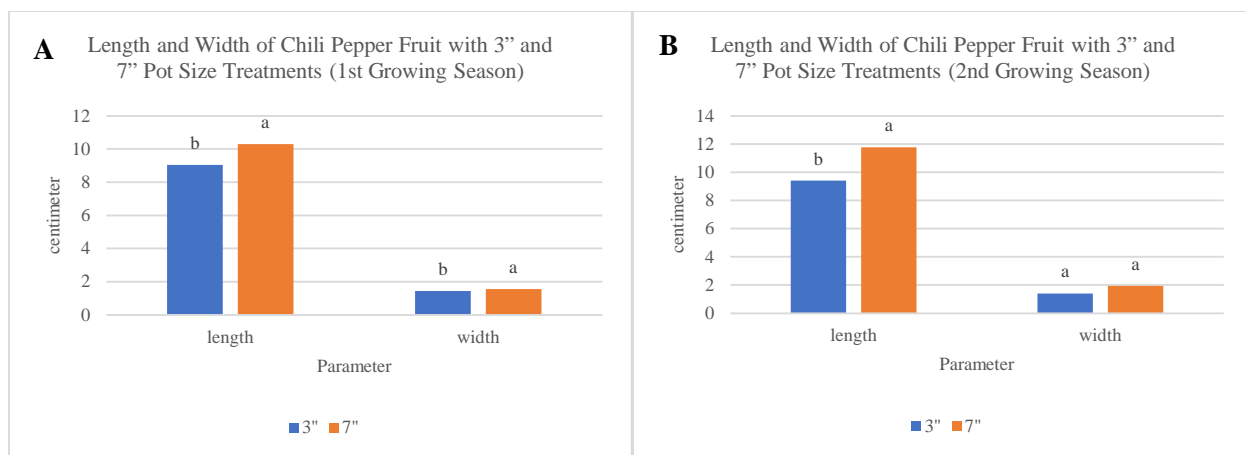 A
Length and Width of Chili Pepper Fruit with 3” and
7” Pot Size Treatments (1st Growing Season)
12
10
8
6
4
2
0
centimeter
b
a
b
a
length
width
Parameter
3"
7"
B
Length and Width of Chili Pepper Fruit with 3” and
7” Pot Size Treatments (2nd Growing Season)
14
12
10
8
6
4
2
0
centimeter
b
a
a
a
length
width
Parameter
3"
7"